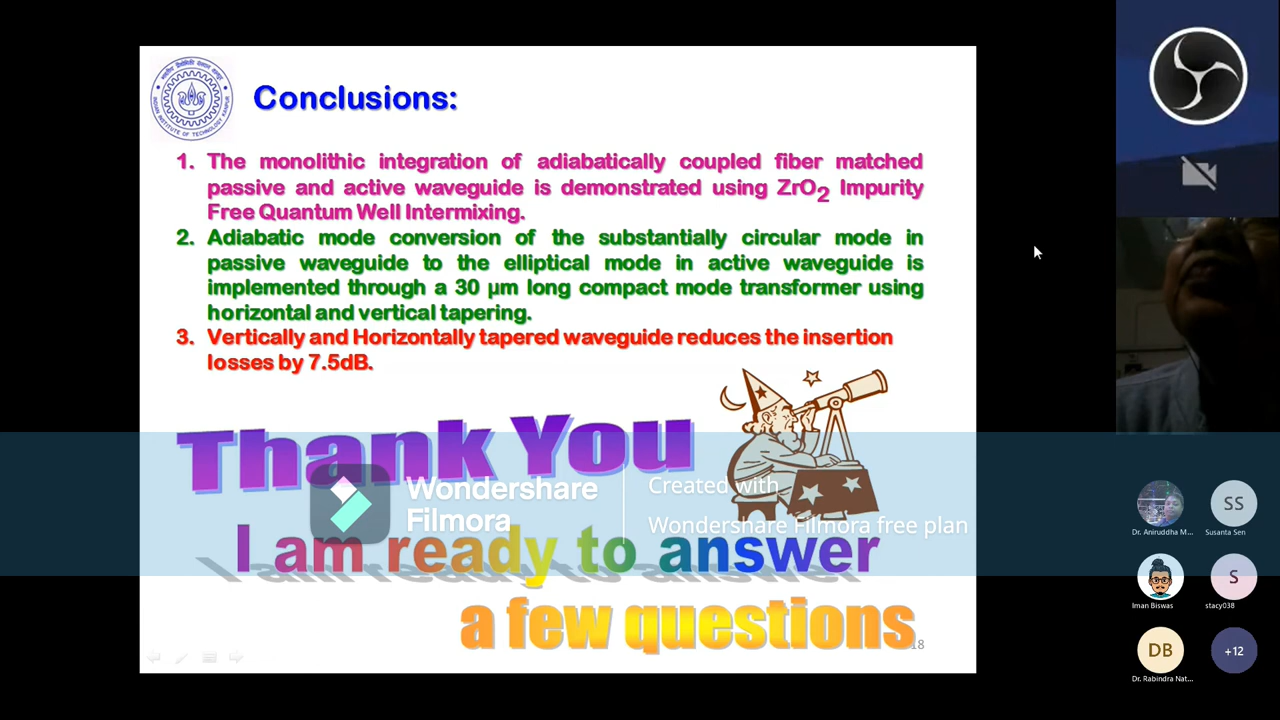 Conclusions:
1. The monolithic integration of adiabatically coupled fiber matched
passive and active waveguide is demonstrated using ZrO2 Impurity
Free Quantum Well Intermixing.
2. Adiabatic mode conversion of the substantially circular mode in
passive waveguide to the elliptical mode in active waveguide is
implemented through a 30 µm long compact mode transformer using
horizontal and vertical tapering.
3. Vertically and Horizontally tapered waveguide reduces the insertion
losses by 7.5dB.
Thank You
Wondershare
Filmora
Created with
Wondershare Filmora free plan
I am ready to answer
a few questions
18
SS
Dr. Aniruddha M...
Susanta Sen
S
Iman Biswas
stacy038
DB
+12
Dr. Rabindra Nat...